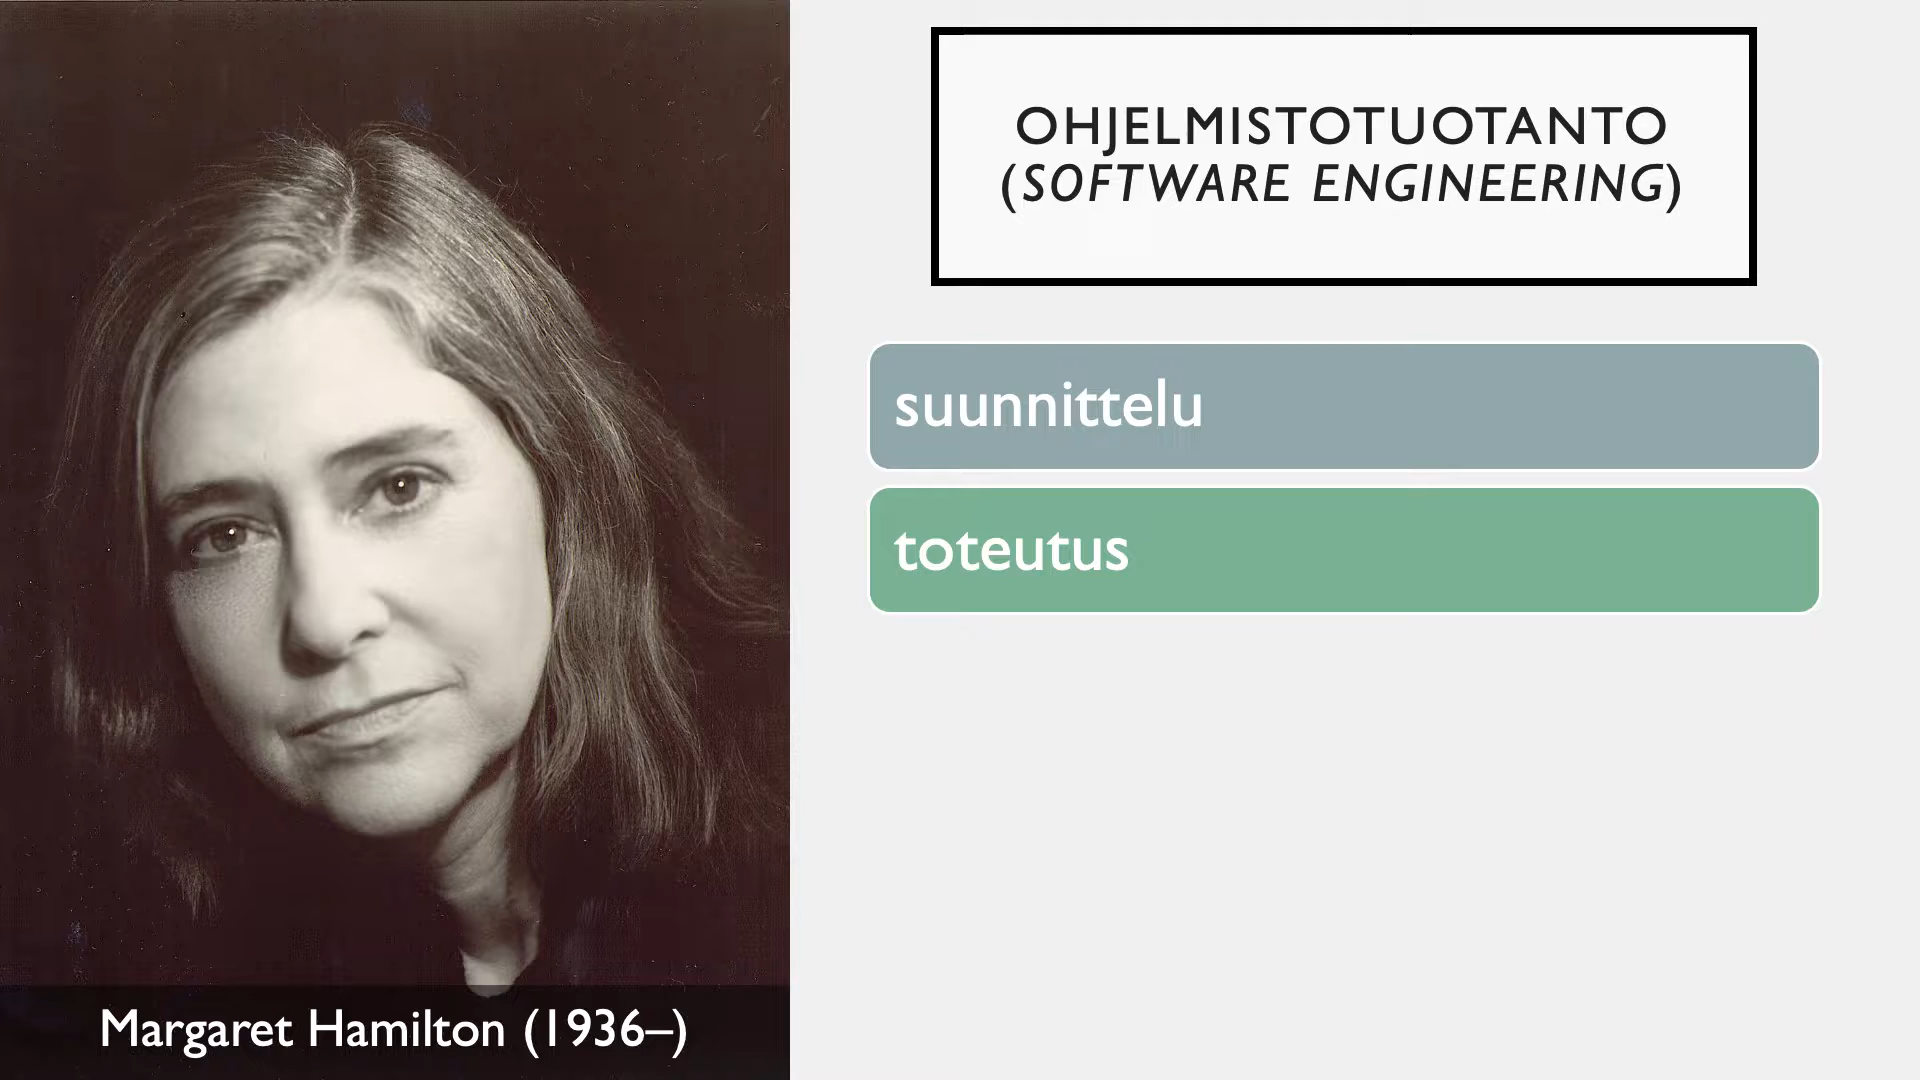 OHJELMISTOTUOTANTO
(SOFTWARE ENGINEERING)
suunnittelu
toteutus
Margaret Hamilton (1936–)